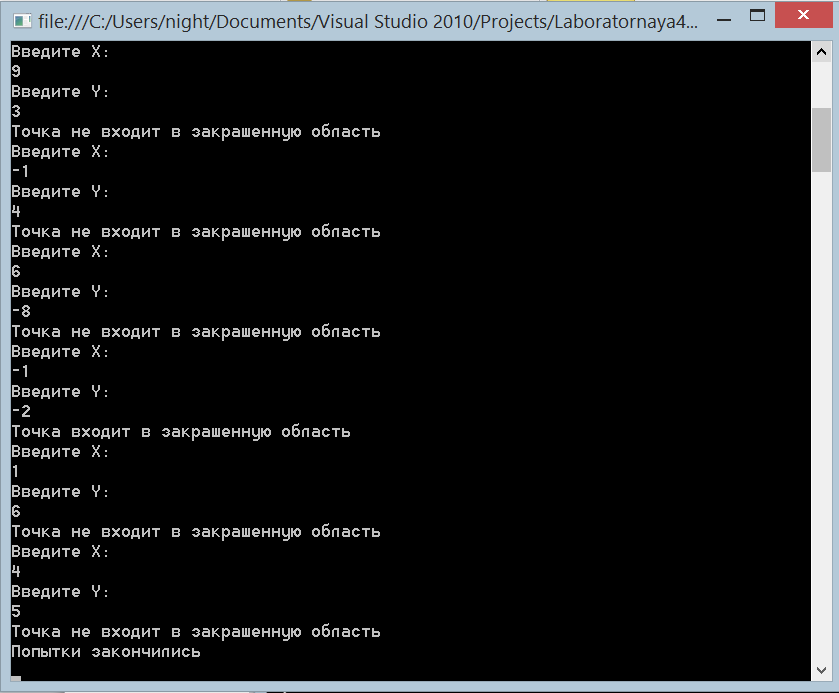 file:///C:/Users/night/Documents/Visual Studio 2010/Projects/Laboratornaya4...
Введите X:
9
Введите Y:
3
Точка не входит в закрашенную область
Введите X:
-1
Введите Y:
4
Точка не входит в закрашенную область
Введите X:
6
Введите Y:
-8
Точка не входит в закрашенную область
Введите X:
-1
Введите Y:
-2
Точка входит в закрашенную область
Введите X:
1
Введите Y:
6
Точка не входит в закрашенную область
Введите X:
4
Введите Y:
5
Точка не входит в закрашенную область
Попытки закончились